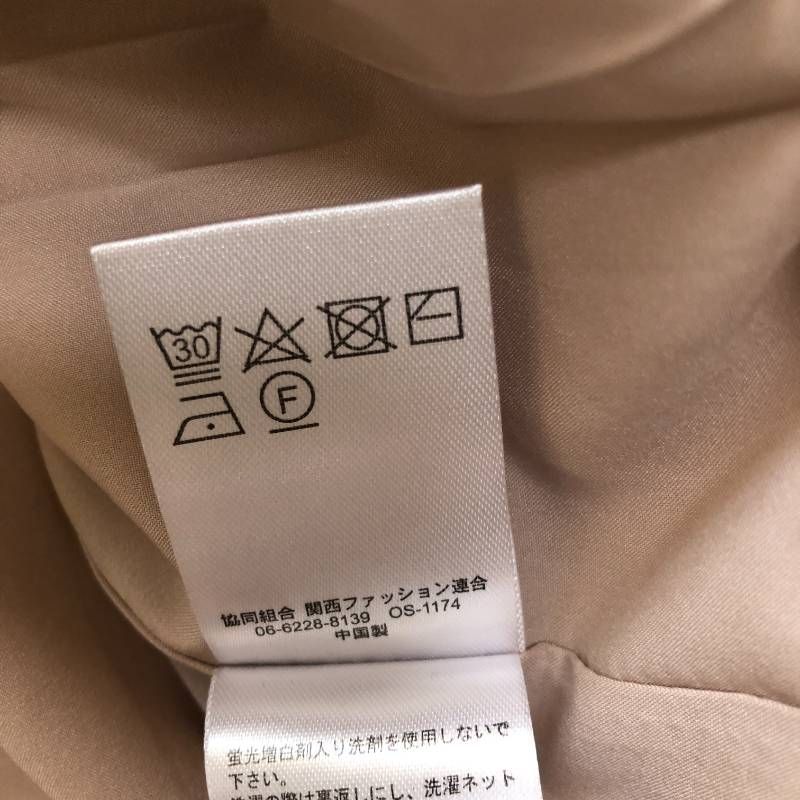 30
F
協同組合 関西ファッション連合
06-6228-8139 OS-1174
中国製
蛍光増白剤入り洗剤を使用しないで
下さい。
洗濯の際は裏返しにし、洗濯ネット